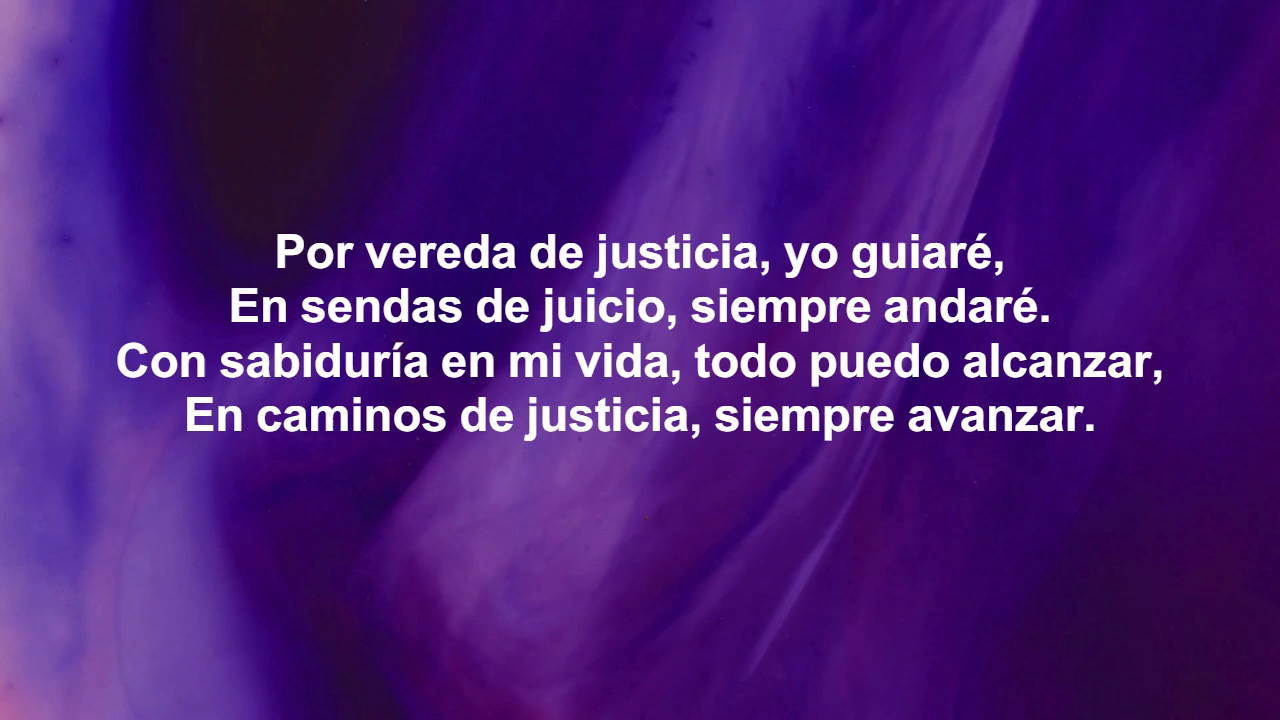 Por vereda de justicia, yo guiaré,
En sendas de juicio, siempre andaré.
Con sabiduría en mi vida, todo puedo alcanzar,
En caminos de justicia, siempre avanzar.